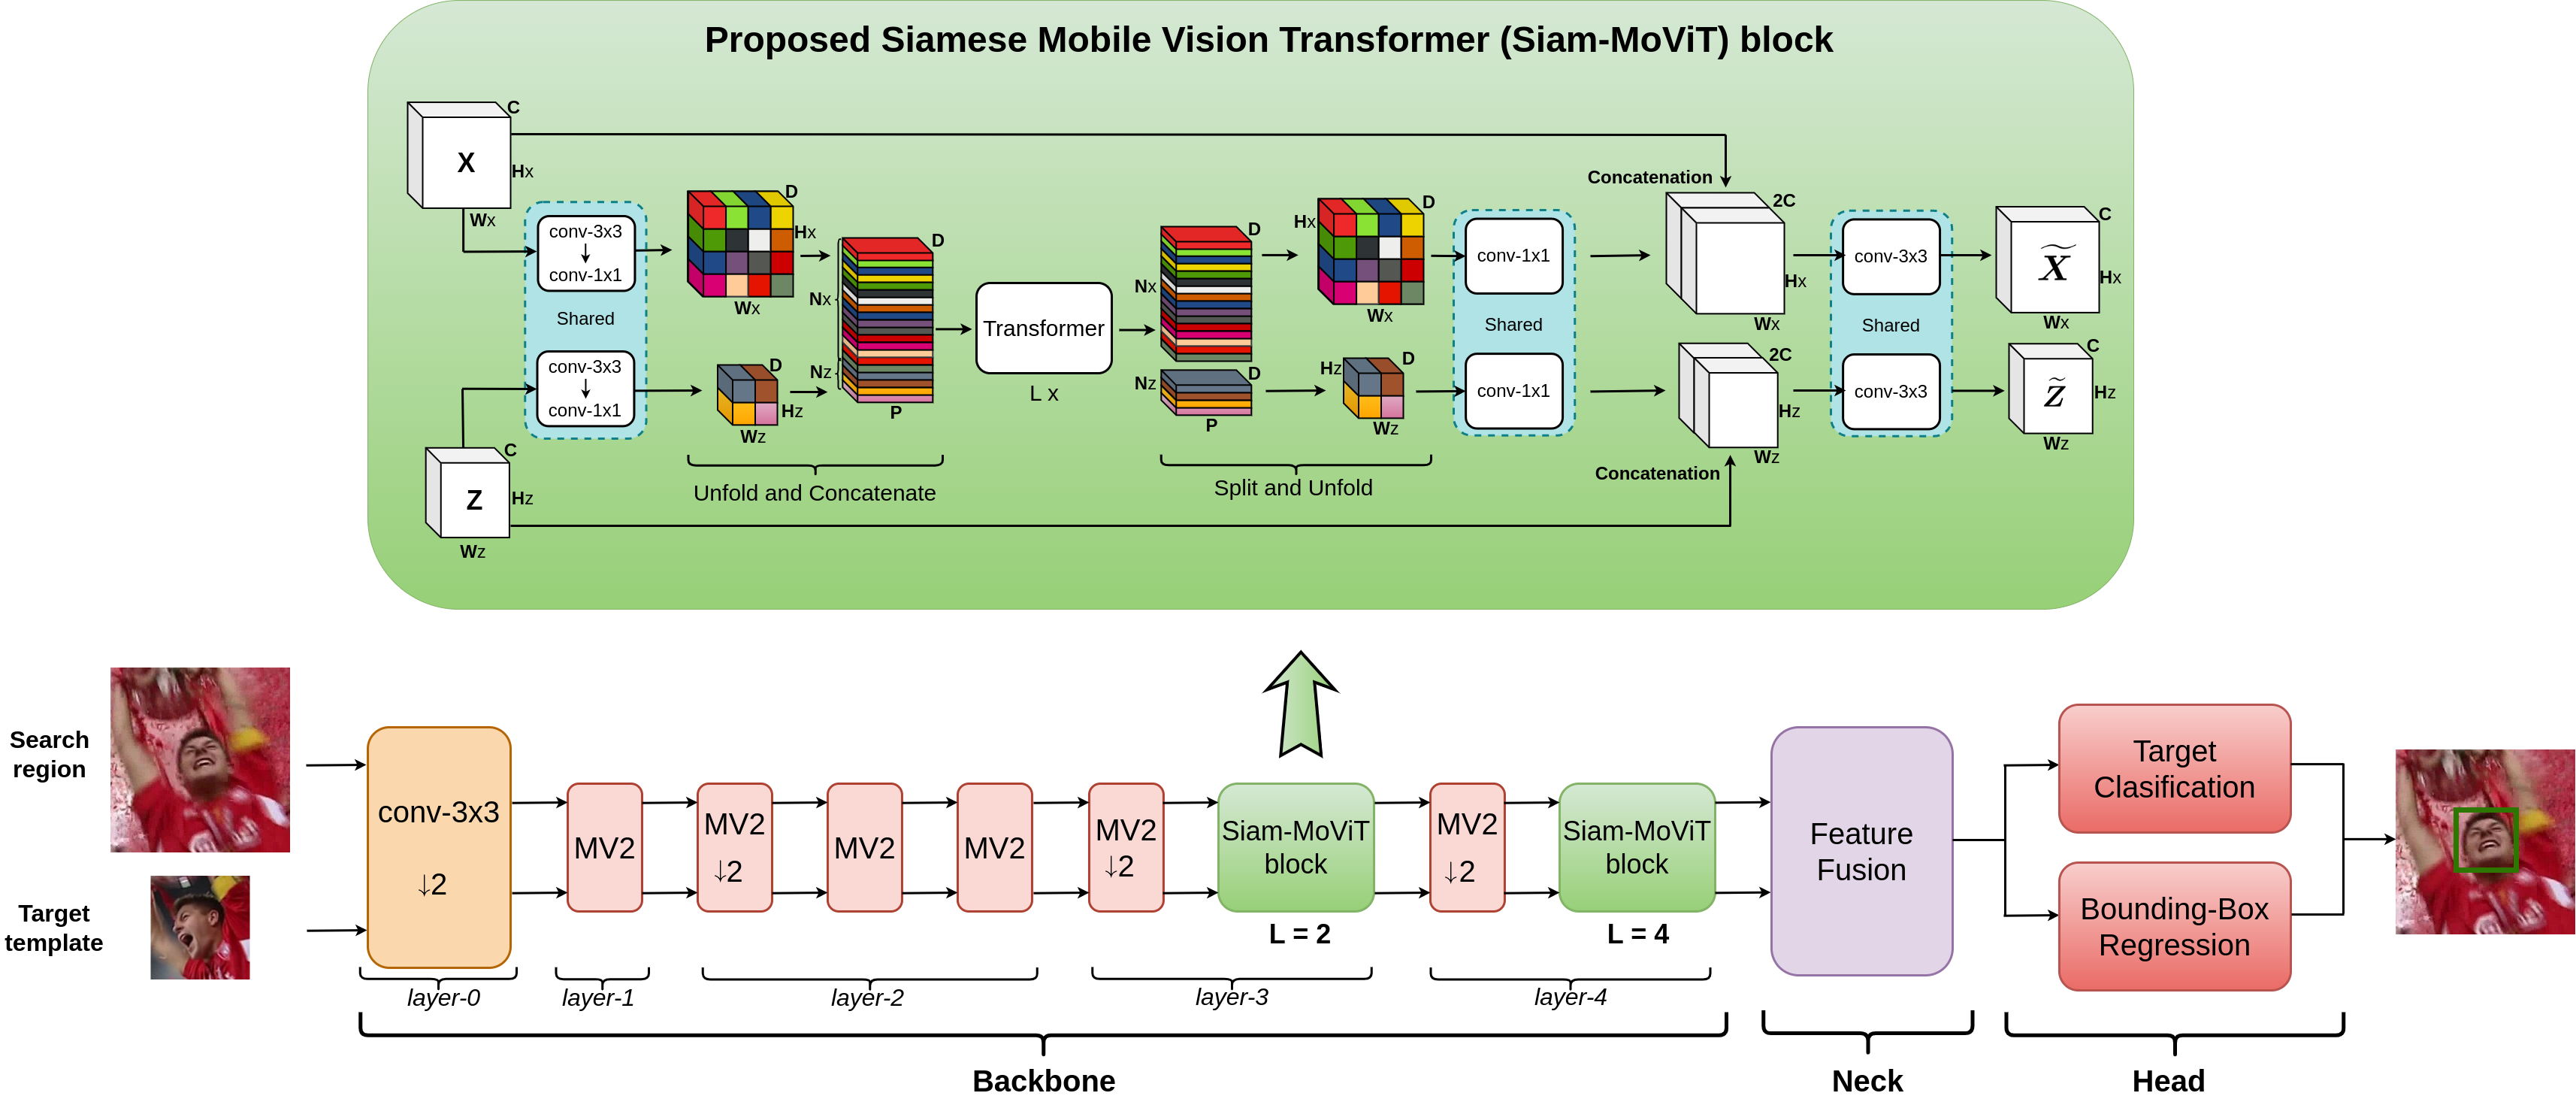 Proposed Siamese Mobile Vision Transformer (Siam-MoViT) block
C
X
Hx
Wx
conv-3x3
conv-1x1
Shared
conv-3x3
conv-1x1
C
Z
Hz
Wz
D
Hx
Wx
D
Hz
Wz
D
Nx
Nz
P
Unfold and Concatenate
Transformer
L x
D
Nx
D
Nz
P
D
Hx
Wx
D
Hz
Wz
Split and Unfold
conv-1x1
Shared
conv-1x1
Concatenation
2C
Hx
Wx
2C
Hz
Wz
Concatenation
conv-3x3
Shared
conv-3x3
C
X̃
Hx
Wx
C
z̃
Hz
Wz
Search
region
Target
template
conv-3x3
↓2
MV2
MV2
↓2
MV2
MV2
MV2
↓2
Siam-MoViT
block
L = 2
MV2
↓2
Siam-MoViT
block
L = 4
Feature
Fusion
Target
Clasification
Bounding-Box
Regression
layer-0
layer-1
layer-2
layer-3
layer-4
Backbone
Neck
Head